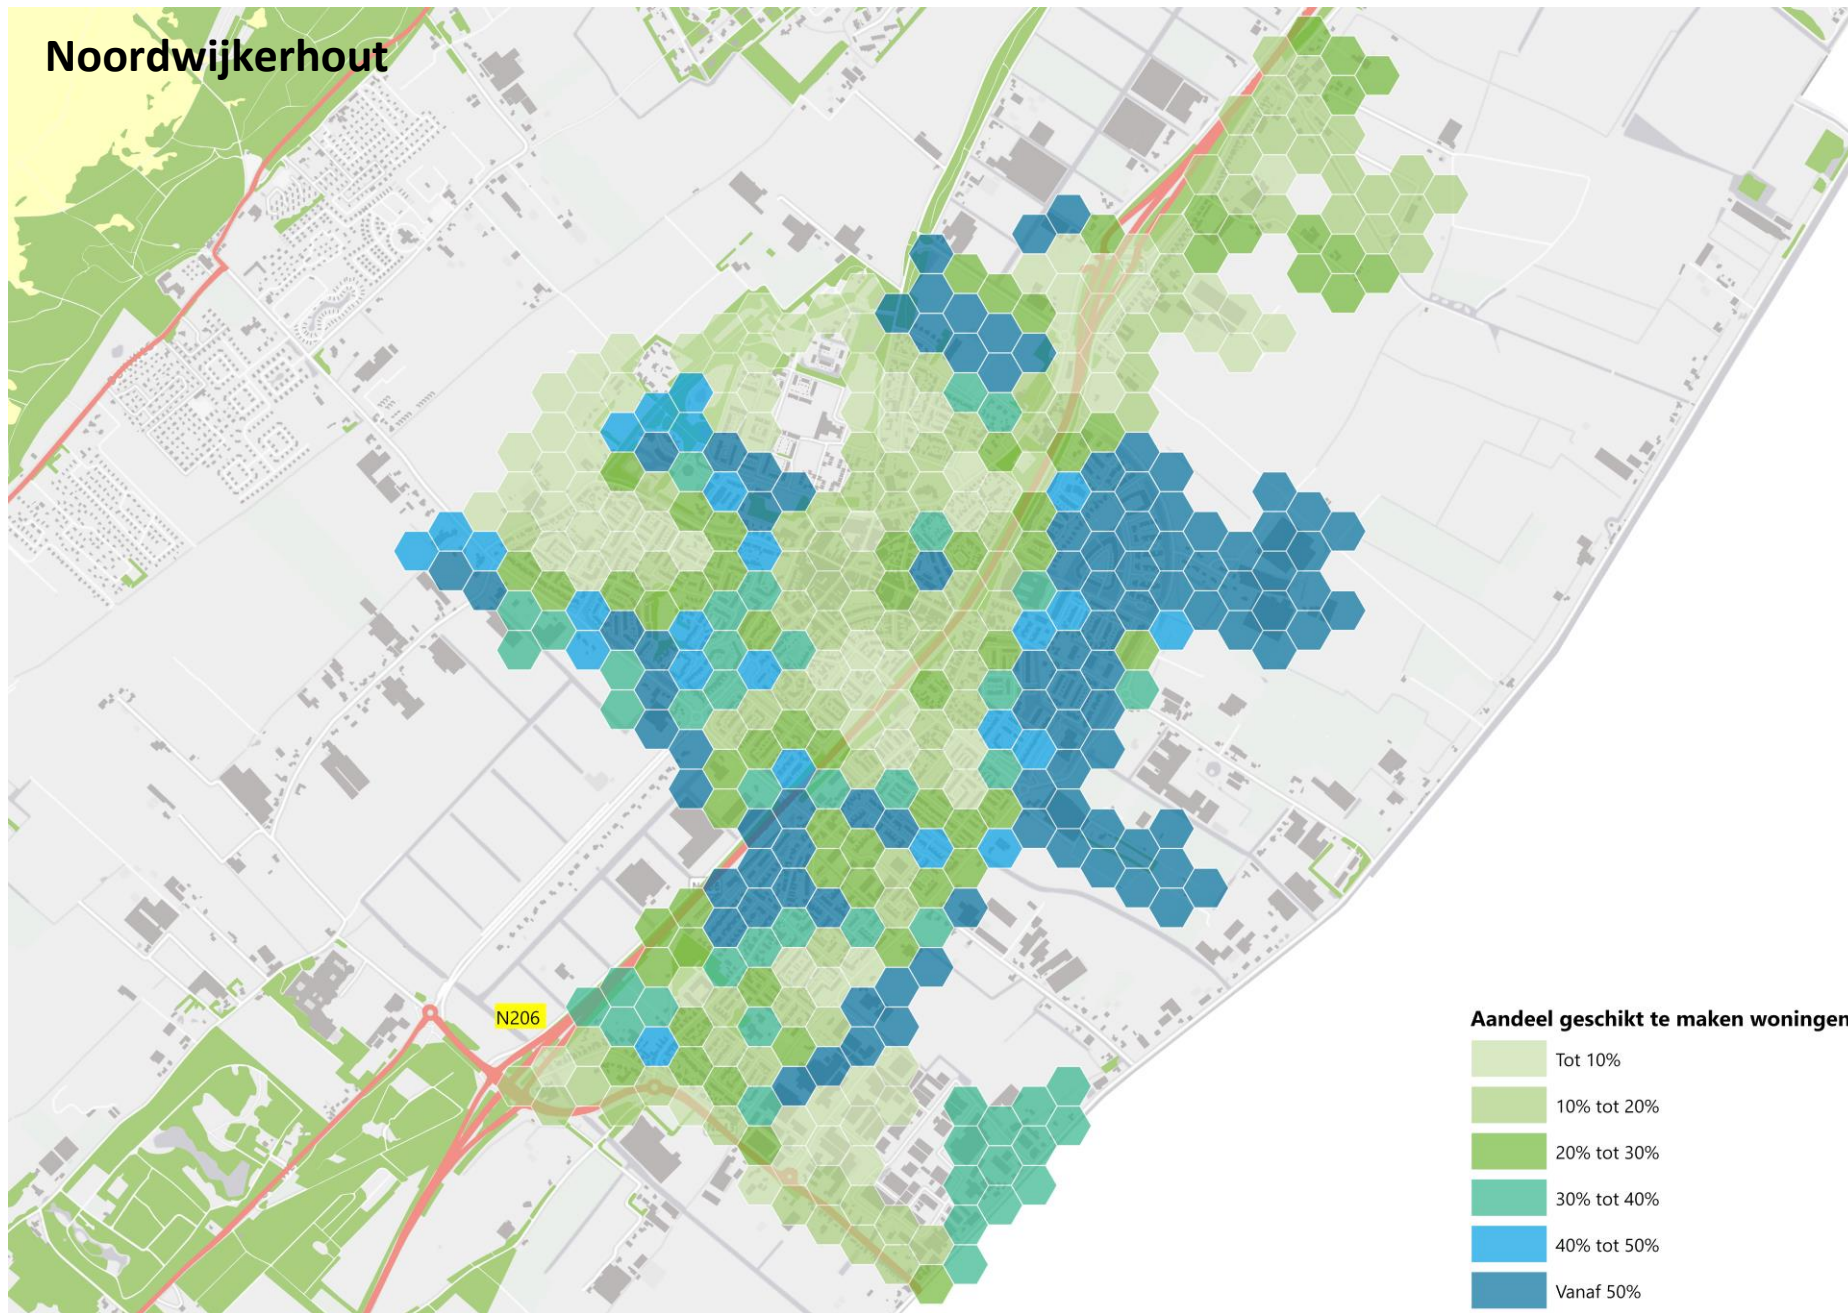 Noordwijkerhout
N206
Aandeel geschikt te maken woningen
Tot 10%
10% tot 20%
20% tot 30%
30% tot 40%
40% tot 50%
Vanaf 50%